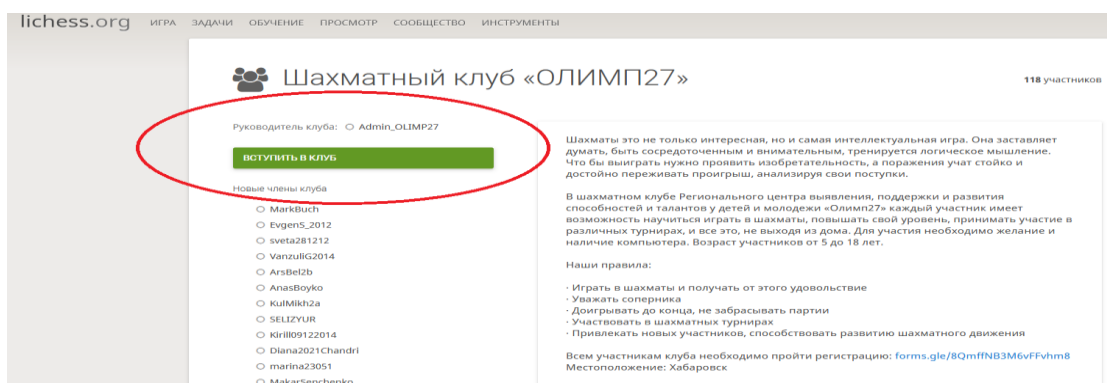 lichess.org ИГРА ЗАДАЧИ ОБУЧЕНИЕ ПРОСМОТР СООБЩЕСТВО ИНСТРУМЕНТЫ
Шахматный клуб «ОЛИМП27»
118 участников
Руководитель клуба: Admin_OLIMP27
ВСТУПИТЬ В КЛУБ
Новые члены клуба
MarkBuch
EvgenS_2012
sveta281212
VanzuliG2014
ArsBel2b
AnasBoyko
KulMikh2a
SELIZYUR
Kirill09122014
Diana2021Chandri
marina23051
MakarSenchenko
Шахматы это не только интересная, но и самая интеллектуальная игра. Она заставляет
думать, быть сосредоточенным и внимательным, тренируется логическое мышление.
Что бы выиграть нужно проявить изобретательность, а поражения учат стойко и
достойно переживать проигрыш, анализируя свои поступки.
В шахматном клубе Регионального центра выявления, поддержки и развития
способностей и талантов у детей и молодежи «Олимп27» каждый участник имеет
возможность научиться играть в шахматы, повышать свой уровень, принимать участие в
различных турнирах, и все это, не выходя из дома. Для участия необходимо желание и
наличие компьютера. Возраст участников от 5 до 18 лет.
Наши правила:
· Играть в шахматы и получать от этого удовольствие
· Уважать соперника
· Доигрывать до конца, не забрасывать партии
· Участвовать в шахматных турнирах
· Привлекать новых участников, способствовать развитию шахматного движения
Всем участникам клуба необходимо пройти регистрацию: forms.gle/8QmffNB3M6vFFvhm8
Местоположение: Хабаровск